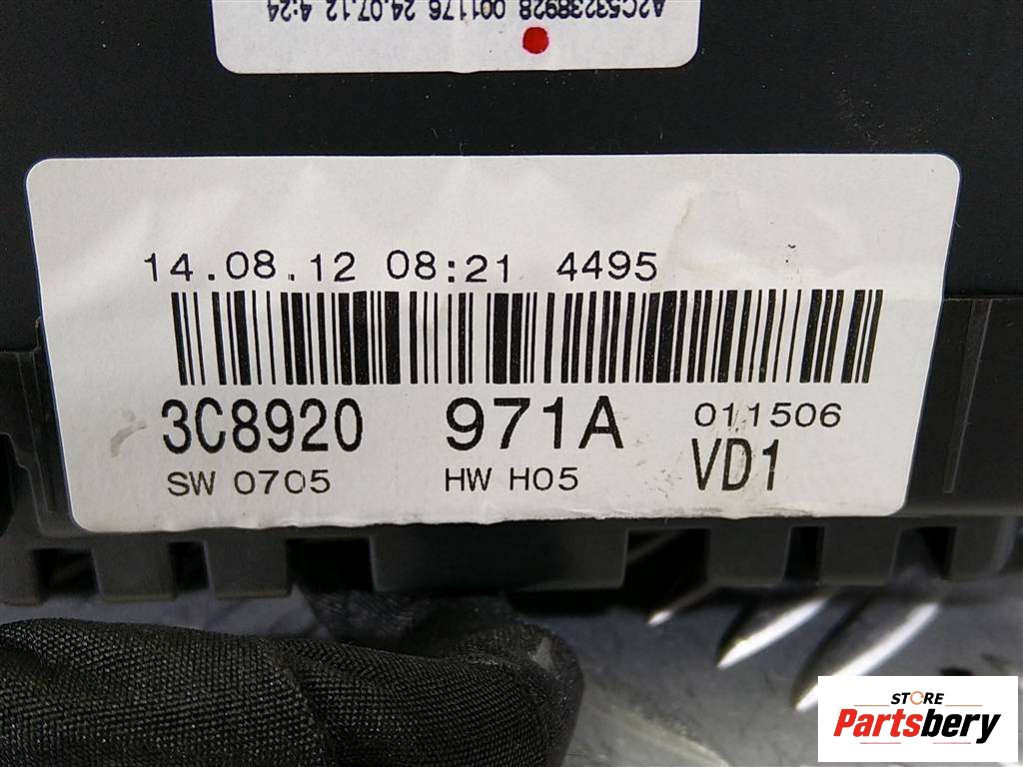 A2C53238928 001176 24.07.12 4:24
14.08.12 08:21 4495
3C8920 971A 011506
SW 0705 HW H05 VD1
STORE
Partsbery